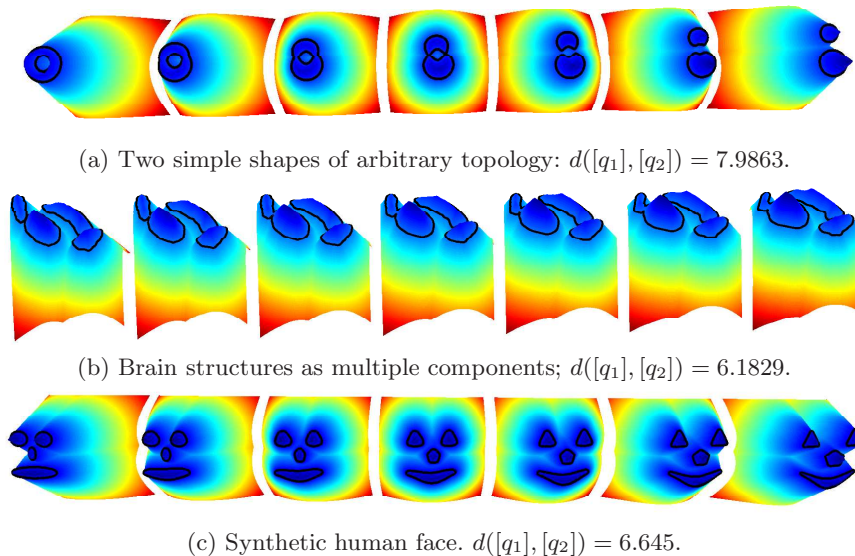 (a) Two simple shapes of arbitrary topology: d([q₁], [q₂]) = 7.9863.
(b) Brain structures as multiple components; d([q₁], [q₂]) = 6.1829.
(c) Synthetic human face. d([q₁], [q₂]) = 6.645.